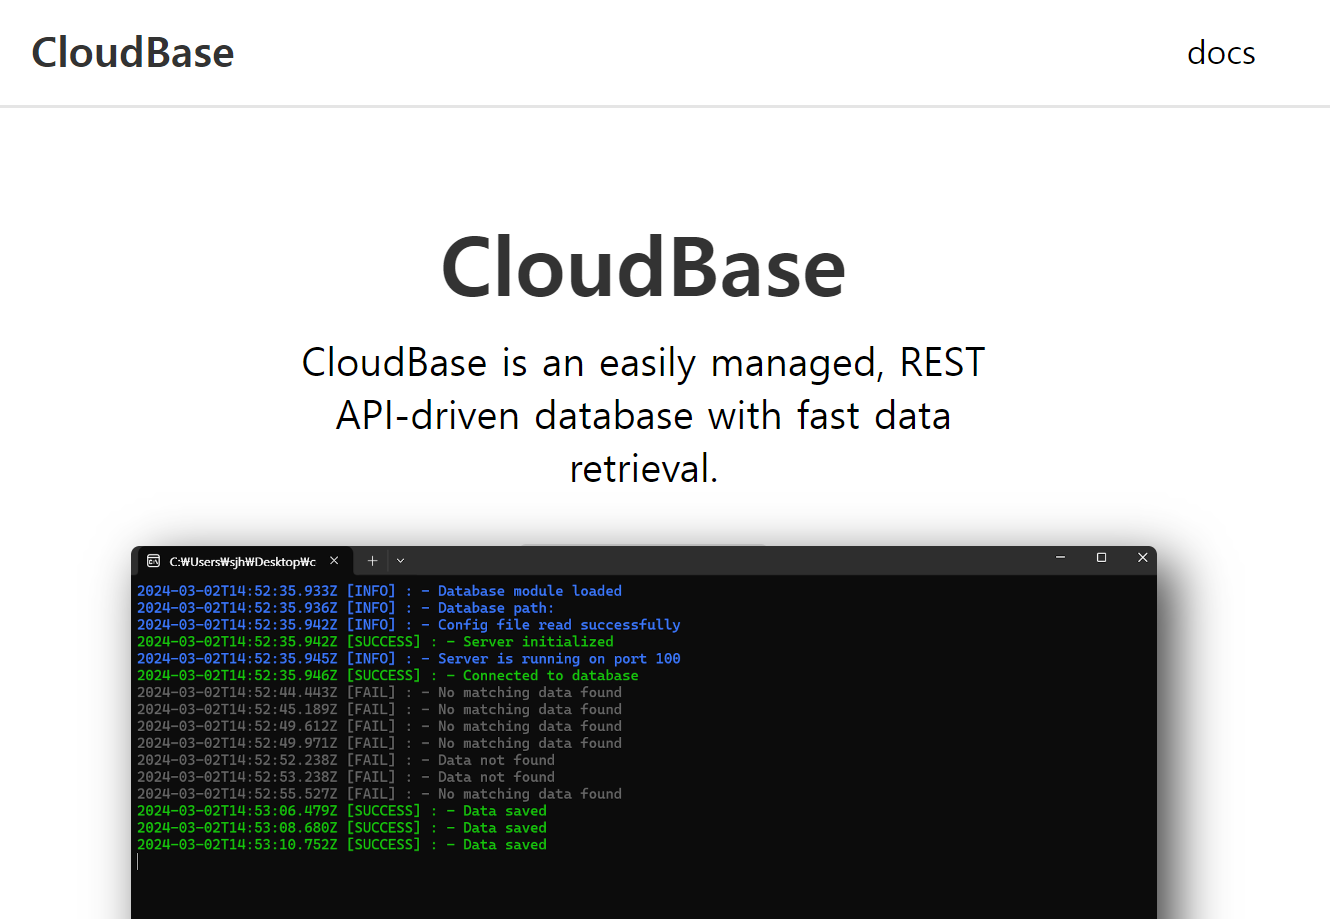 CloudBase
docs
CloudBase
CloudBase is an easily managed, REST
API-driven database with fast data
retrieval.
C:₩Users₩sjh₩Desktop₩c
2024-03-02T14:52:35.933Z [INFO] : - Database module loaded
2024-03-02T14:52:35.936Z [INFO] : - Database path:
2024-03-02T14:52:35.942Z [INFO] : - Config file read successfully
2024-03-02T14:52:35.942Z [SUCCESS] : - Server initialized
2024-03-02T14:52:35.945Z [INFO] : - Server is running on port 100
2024-03-02T14:52:35.946Z [SUCCESS] : - Connected to database
2024-03-02T14:52:44.443Z [FAIL] : - No matching data found
2024-03-02T14:52:45.189Z [FAIL] : - No matching data found
2024-03-02T14:52:49.612Z [FAIL] : - No matching data found
2024-03-02T14:52:49.971Z [FAIL] : - No matching data found
2024-03-02T14:52:52.238Z [FAIL] : - Data not found
2024-03-02T14:52:53.238Z [FAIL] : - Data not found
2024-03-02T14:52:55.527Z [FAIL] : - No matching data found
2024-03-02T14:53:06.479Z [SUCCESS] : - Data saved
2024-03-02T14:53:08.680Z [SUCCESS] : - Data saved
2024-03-02T14:53:10.752Z [SUCCESS] : - Data saved